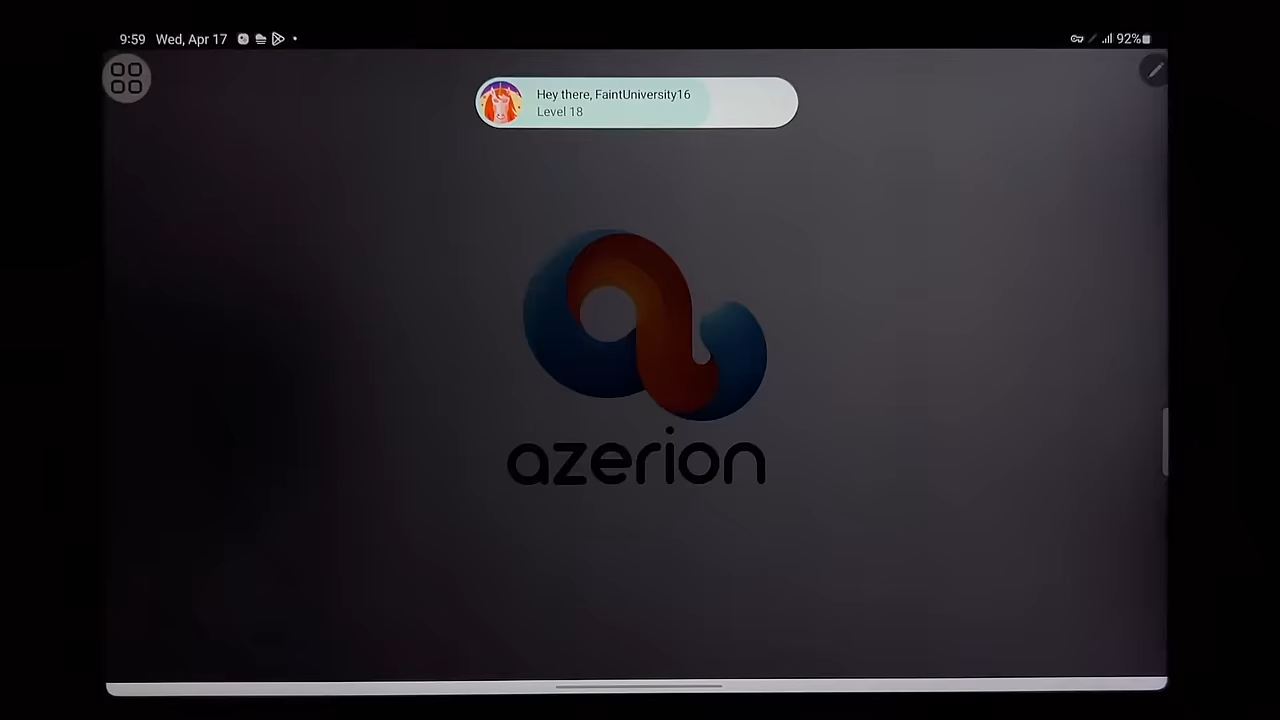 9:59 Wed, Apr 17 92%
Hey there, FaintUniversity16
Level 18
azerion